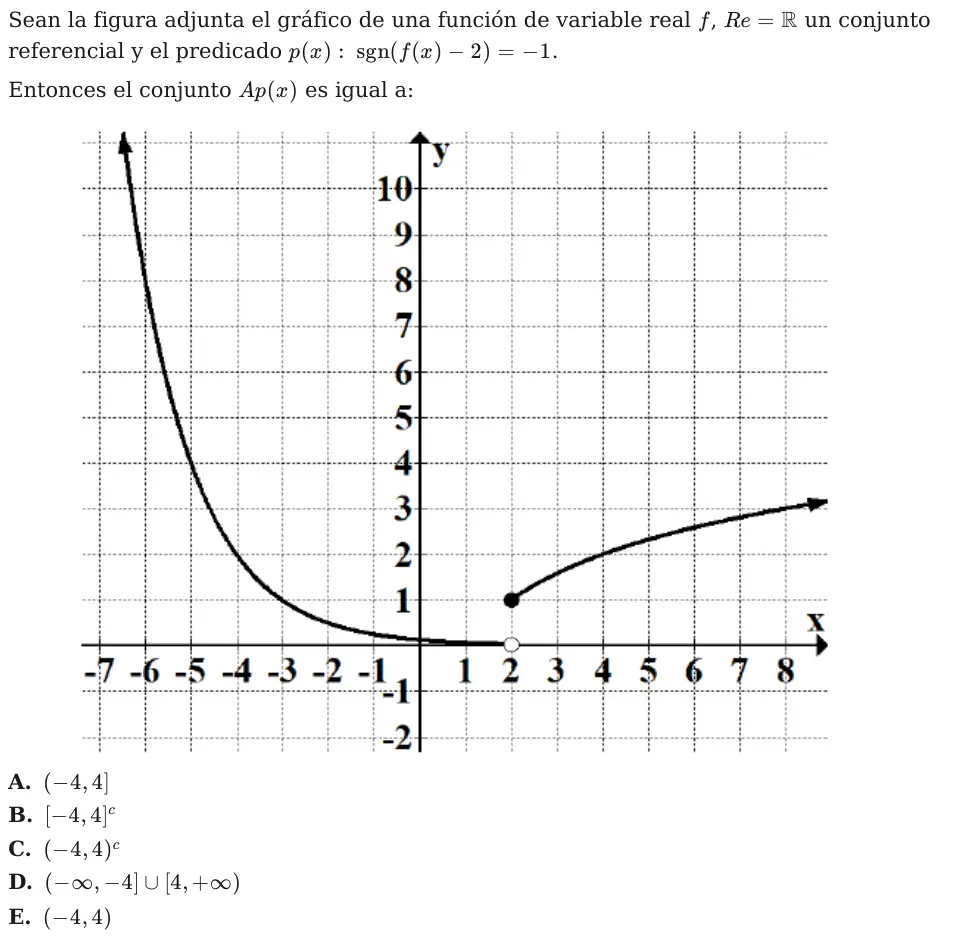 Sean la figura adjunta el gráfico de una función de variable real f, Re = ℝ un conjunto
referencial y el predicado p(x) : sgn(f(x) − 2) = −1.
Entonces el conjunto Ap(x) es igual a:
y
10
9
8
7
6
5
4
3
2
1
x
-7 -6 -5 -4 -3 -2 -1 1 2 3 4 5 6 7 8
-1
-2
A. (−4, 4]
B. [−4, 4]ᶜ
C. (−4, 4)ᶜ
D. (−∞, −4] ∪ [4, +∞)
E. (−4, 4)